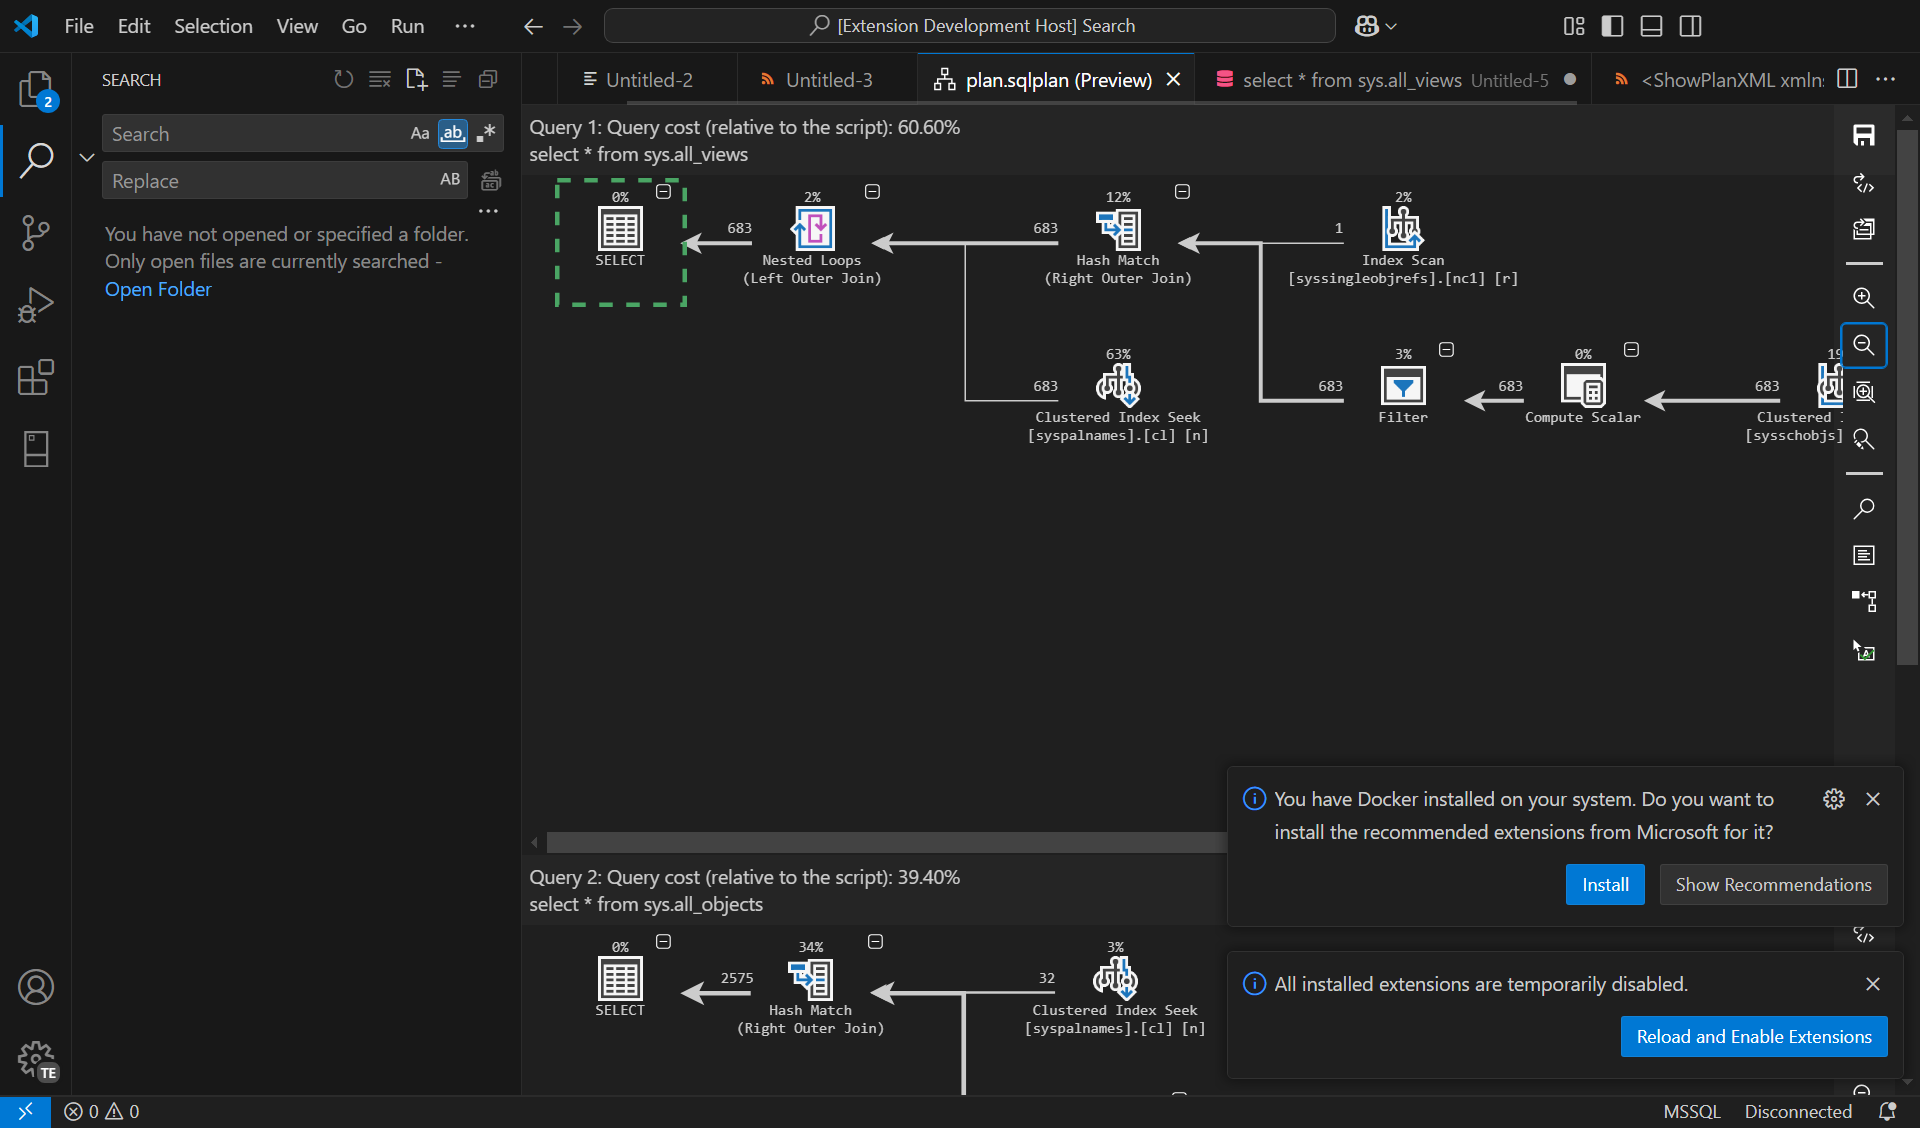 File Edit Selection View Go Run ···
[Extension Development Host] Search
2
SEARCH
Search
Aa ab
Replace
AB
You have not opened or specified a folder.
Only open files are currently searched -
Open Folder
TE
Untitled-2
Untitled-3
plan.sqlplan (Preview)
select * from sys.all_views Untitled-5
<ShowPlanXML xmlns
Query 1: Query cost (relative to the script): 60.60%
select * from sys.all_views
0%
SELECT
683
2%
Nested Loops
(Left Outer Join)
683
12%
Hash Match
(Right Outer Join)
1
2%
Index Scan
[syssingleobjrefs].[nc1] [r]
683
63%
Clustered Index Seek
[syspalnames].[cl] [n]
683
3%
Filter
683
0%
Compute Scalar
683
19
Clustered
[sysschobjs]
Query 2: Query cost (relative to the script): 39.40%
select * from sys.all_objects
0%
SELECT
2575
34%
Hash Match
(Right Outer Join)
32
3%
Clustered Index Seek
[syspalnames].[cl] [n]
You have Docker installed on your system. Do you want to
install the recommended extensions from Microsoft for it?
Install
Show Recommendations
All installed extensions are temporarily disabled.
Reload and Enable Extensions
0 0
MSSQL Disconnected